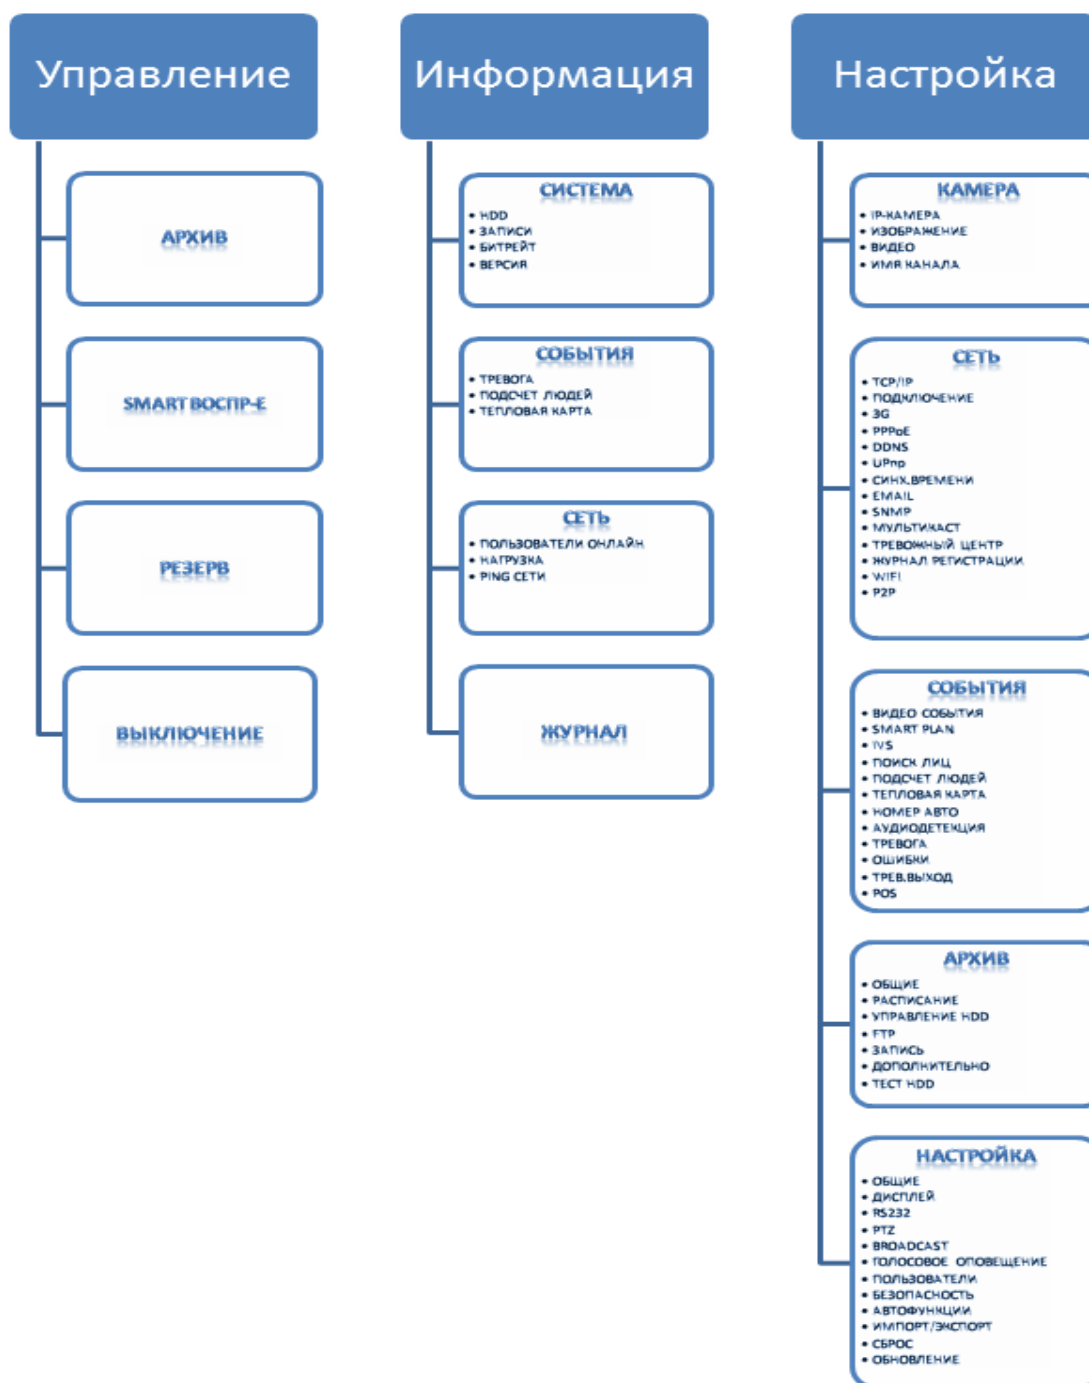 Управление
АРХИВ
SMART ВОСПР-Е
РЕЗЕРВ
ВЫКЛЮЧЕНИЕ
Информация
СИСТЕМА
• HDD
• ЗАПИСИ
• БИТРЕЙТ
• ВЕРСИЯ
СОБЫТИЯ
• ТРЕВОГА
• ПОДСЧЕТ ЛЮДЕЙ
• ТЕПЛОВАЯ КАРТА
СЕТЬ
• ПОЛЬЗОВАТЕЛИ ОНЛАЙН
• НАГРУЗКА
• PING СЕТИ
ЖУРНАЛ
Настройка
КАМЕРА
• IP-КАМЕРА
• ИЗОБРАЖЕНИЕ
• ВИДЕО
• ИМЯ КАНАЛА
СЕТЬ
• TCP/IP
• ПОДКЛЮЧЕНИЕ
• 3G
• PPPoE
• DDNS
• UPnp
• СИНХ.ВРЕМЕНИ
• EMAIL
• SNMP
• МУЛЬТИКАСТ
• ТРЕВОЖНЫЙ ЦЕНТР
• ЖУРНАЛ РЕГИСТРАЦИИ
• WIFI
• P2P
СОБЫТИЯ
• ВИДЕО СОБЫТИЯ
• SMART PLAN
• IVS
• ПОИСК ЛИЦ
• ПОДСЧЕТ ЛЮДЕЙ
• ТЕПЛОВАЯ КАРТА
• НОМЕР АВТО
• АУДИОДЕТЕКЦИЯ
• ТРЕВОГА
• ОШИБКИ
• ТРЕВ.ВЫХОД
• POS
АРХИВ
• ОБЩИЕ
• РАСПИСАНИЕ
• УПРАВЛЕНИЕ HDD
• FTP
• ЗАПИСЬ
• ДОПОЛНИТЕЛЬНО
• ТЕСТ HDD
НАСТРОЙКА
• ОБЩИЕ
• ДИСПЛЕЙ
• RS232
• PTZ
• BROADCAST
• ГОЛОСОВОЕ ОПОВЕЩЕНИЕ
• ПОЛЬЗОВАТЕЛИ
• БЕЗОПАСНОСТЬ
• АВТОФУНКЦИИ
• ИМПОРТ/ЭКСПОРТ
• СБРОС
• ОБНОВЛЕНИЕ